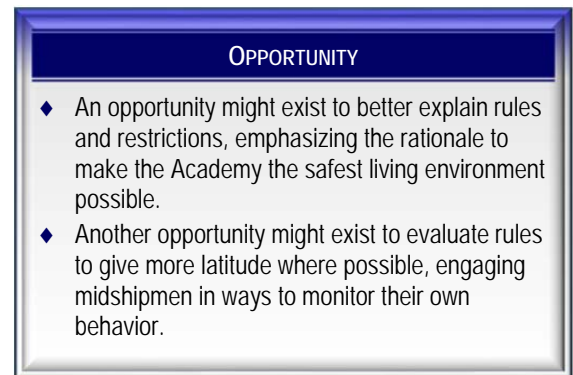 OPPORTUNITY
♦ An opportunity might exist to better explain rules
and restrictions, emphasizing the rationale to
make the Academy the safest living environment
possible.
♦ Another opportunity might exist to evaluate rules
to give more latitude where possible, engaging
midshipmen in ways to monitor their own
behavior.